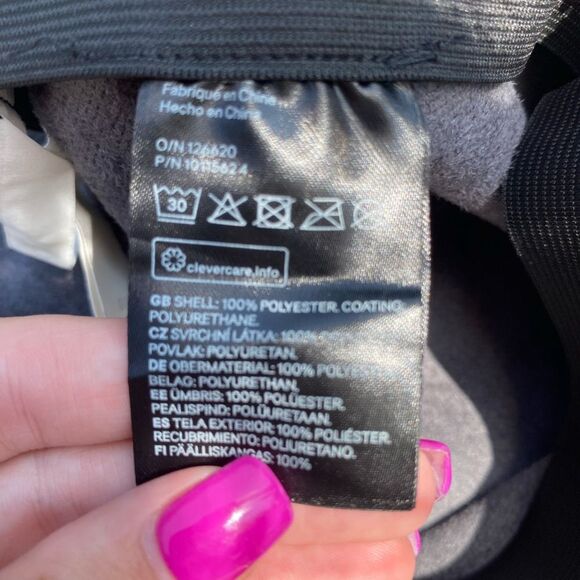 Fabriqué en Chine
Hecho en China
O/N 126620
P/N 1015624
30
clevercare.info
GB SHELL: 100% POLYESTER. COATING:
POLYURETHANE.
CZ SVRCHNÍ LÁTKA: 100%
POVLAK: POLYURETAN.
DE OBERMATERIAL: 100% POLYESTER.
BELAG: POLYURETHAN.
EE ÜMBRIS: 100% POLÜESTER.
PEALISPIND: POLÜURETAAN.
ES TELA EXTERIOR: 100% POLIÉSTER.
RECUBRIMIENTO: POLIURETANO.
FI PÄÄLLISKANGAS: 100%